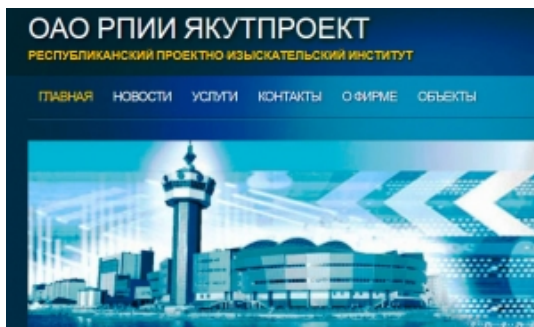 ОАО РПИИ ЯКУТПРОЕКТ
РЕСПУБЛИКАНСКИЙ ПРОЕКТНО-ИЗЫСКАТЕЛЬСКИЙ ИНСТИТУТ
ГЛАВНАЯ НОВОСТИ УСЛУГИ КОНТАКТЫ О ФИРМЕ ОБЪЕКТЫ